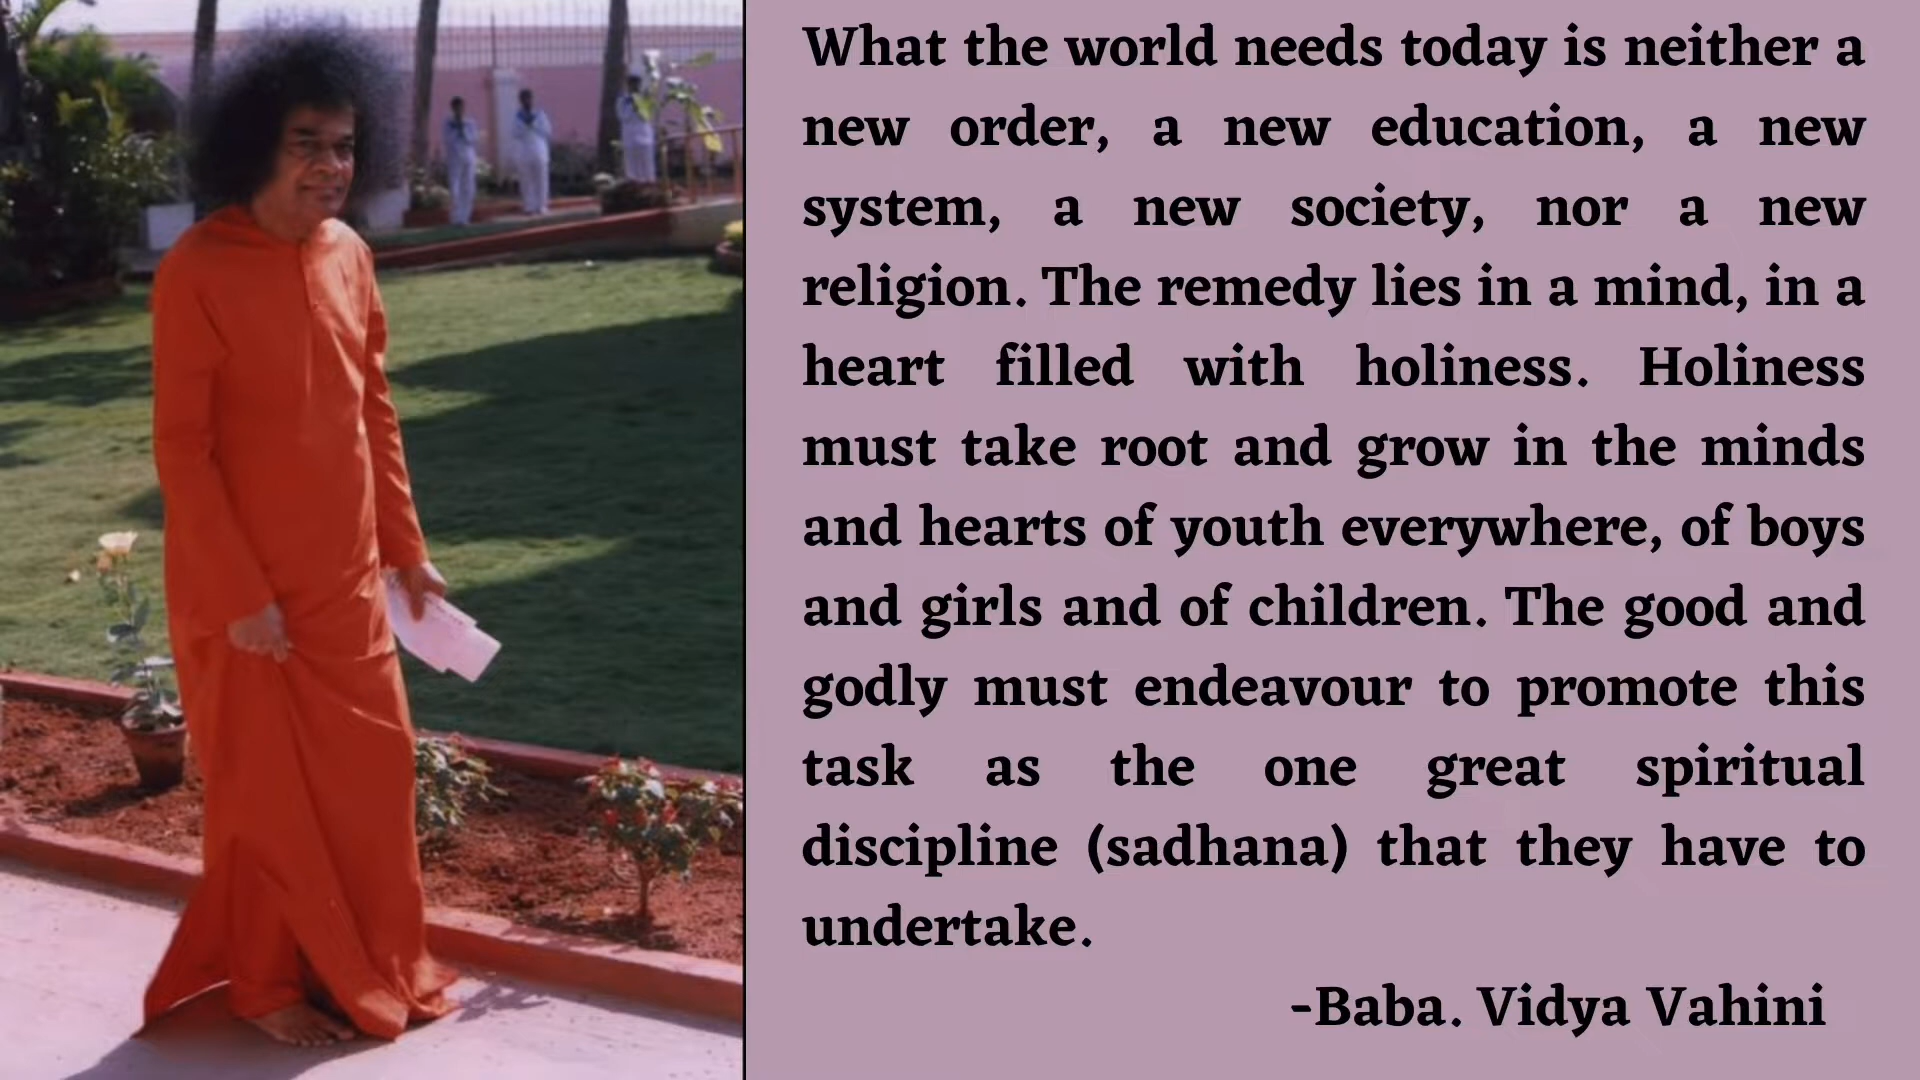 What the world needs today is neither a
new order, a new education, a new
system, a new society, nor a new
religion. The remedy lies in a mind, in a
heart filled with holiness. Holiness
must take root and grow in the minds
and hearts of youth everywhere, of boys
and girls and of children. The good and
godly must endeavour to promote this
task as the one great spiritual
discipline (sadhana) that they have to
undertake.
-Baba. Vidya Vahini